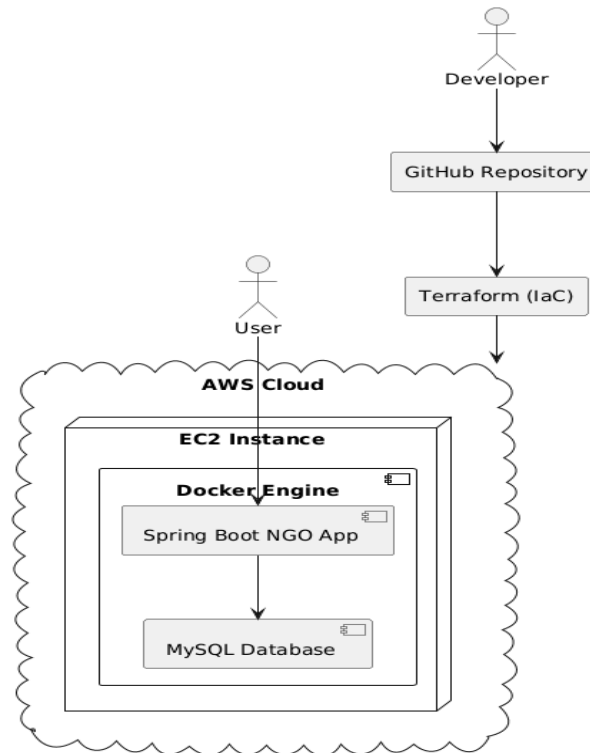 Developer
GitHub Repository
Terraform (IaC)
User
AWS Cloud
EC2 Instance
Docker Engine
Spring Boot NGO App
MySQL Database